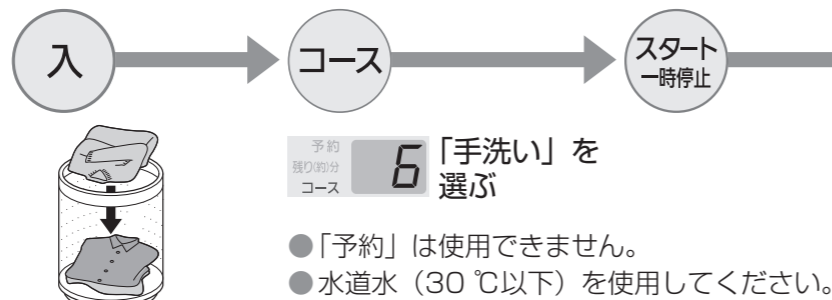 入
コース
スタート
一時停止
予約
残り(約)分
コース
6
「手洗い」を
選ぶ
●「予約」は使用できません。
●水道水（30 ℃以下）を使用してください。